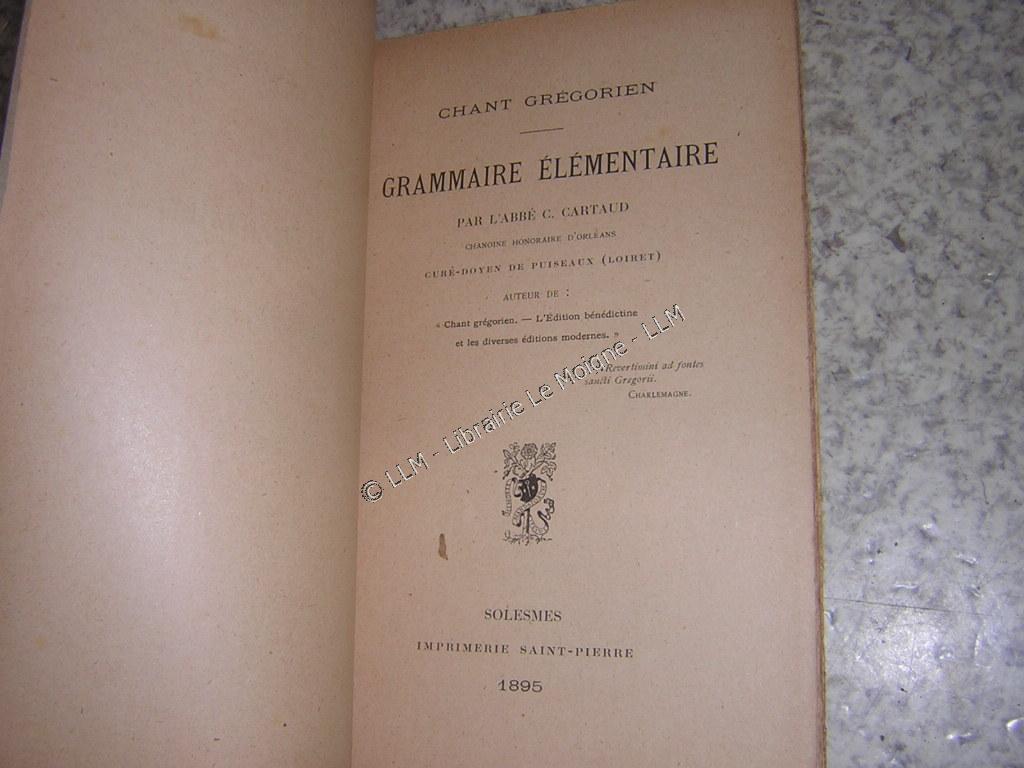 CHANT GRÉGORIEN
GRAMMAIRE ÉLÉMENTAIRE
PAR L'ABBÉ C. CARTAUD
CHANOINE HONORAIRE D'ORLÉANS
CURÉ-DOYEN DE PUISEAUX (LOIRET)
AUTEUR DE :
« Chant grégorien. — L'Édition bénédictine
et les diverses éditions modernes. »
Revertimini ad fontes
sancti Gregorii.
CHARLEMAGNE.
© LLM - Librairie Le Moigne - LLM
SOLESMES
IMPRIMERIE SAINT-PIERRE
1895